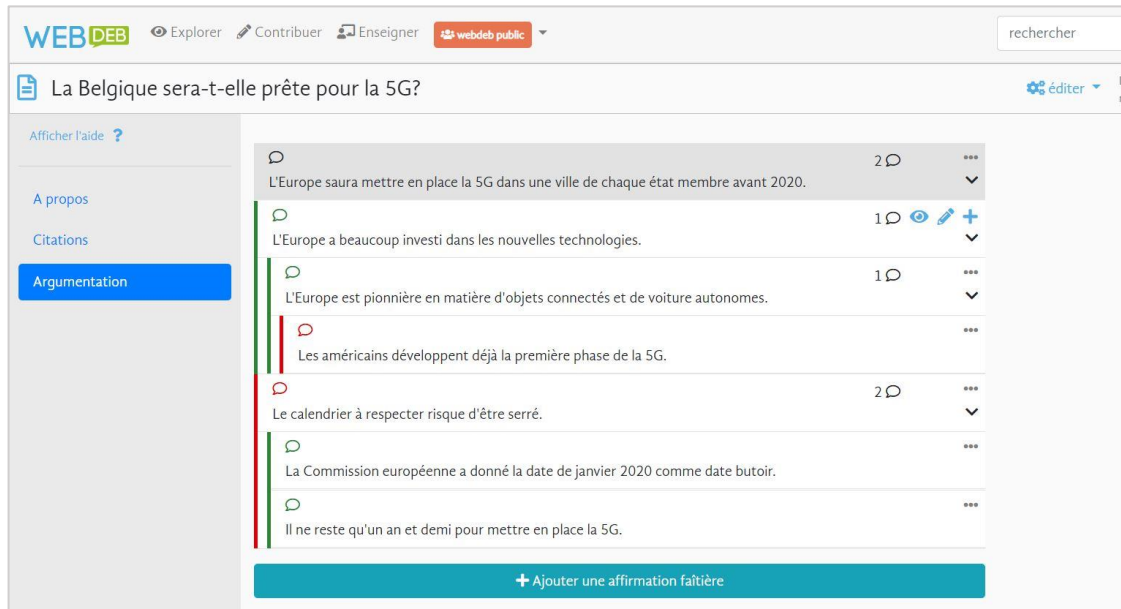 WEBDEB Explorer Contribuer Enseigner webdeb public rechercher
La Belgique sera-t-elle prête pour la 5G? éditer
Afficher l'aide ?
A propos
Citations
Argumentation
2
L'Europe saura mettre en place la 5G dans une ville de chaque état membre avant 2020.
1
L'Europe a beaucoup investi dans les nouvelles technologies.
1
L'Europe est pionnière en matière d'objets connectés et de voiture autonomes.
Les américains développent déjà la première phase de la 5G.
2
Le calendrier à respecter risque d'être serré.
La Commission européenne a donné la date de janvier 2020 comme date butoir.
Il ne reste qu'un an et demi pour mettre en place la 5G.
+ Ajouter une affirmation faîtière